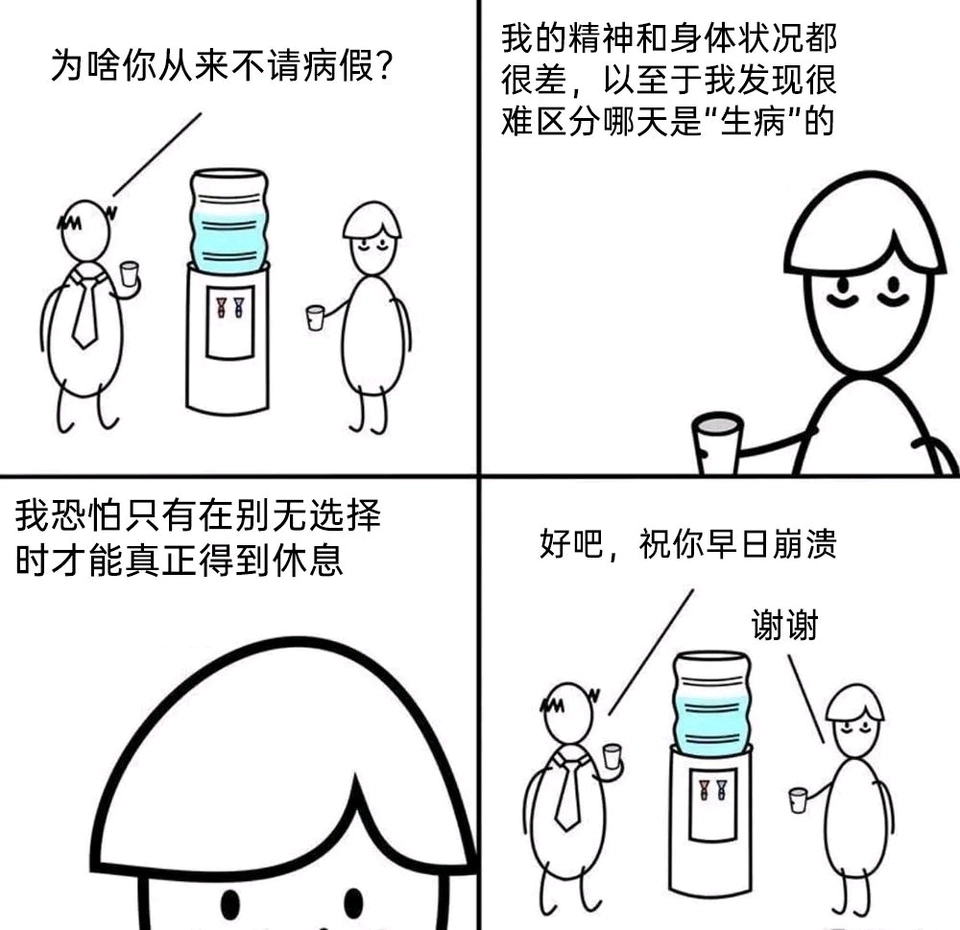 为啥你从来不请病假？
我的精神和身体状况都
很差，以至于我发现很
难区分哪天是“生病”的
我恐怕只有在别无选择
时才能真正得到休息
好吧，祝你早日崩溃
谢谢